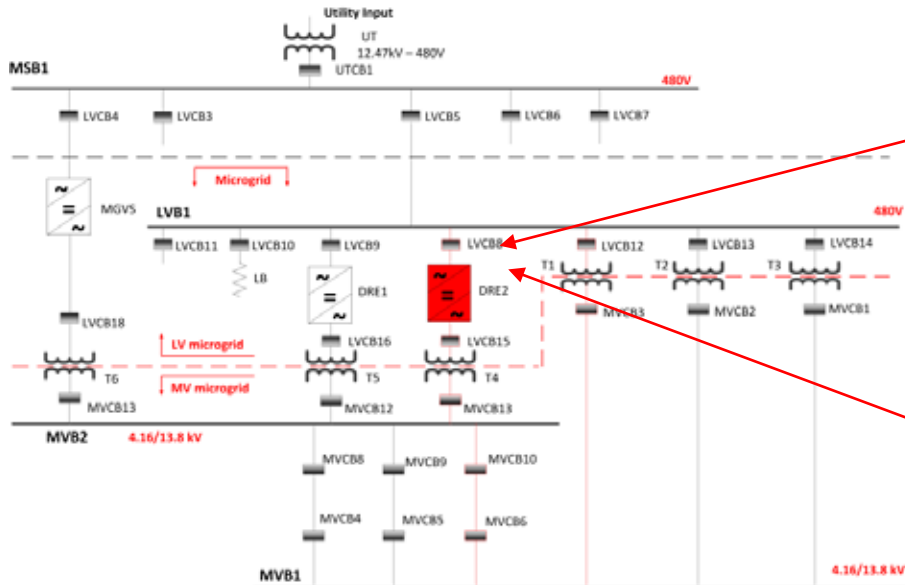 Utility Input
UT
12.47kV – 480V
UTCB1
MSB1
480V
LVCB4
LVCB3
LVCB5
LVCB6
LVCB7
Microgrid
MGVS
LVB1
480V
LVCB11
LVCB10
LVCB9
LVCB8
LVCB12
LVCB13
LVCB14
T1
T2
T3
LB
DRE1
DRE2
MVCB3
MVCB2
MVCB1
LVCB18
LVCB16
LVCB15
LV microgrid
T6
T5
T4
MV microgrid
MVCB13
MVCB12
MVCB13
MVB2
4.16/13.8 kV
MVCB8
MVCB9
MVCB10
MVCB4
MVCB5
MVCB6
MVB1
4.16/13.8 kV